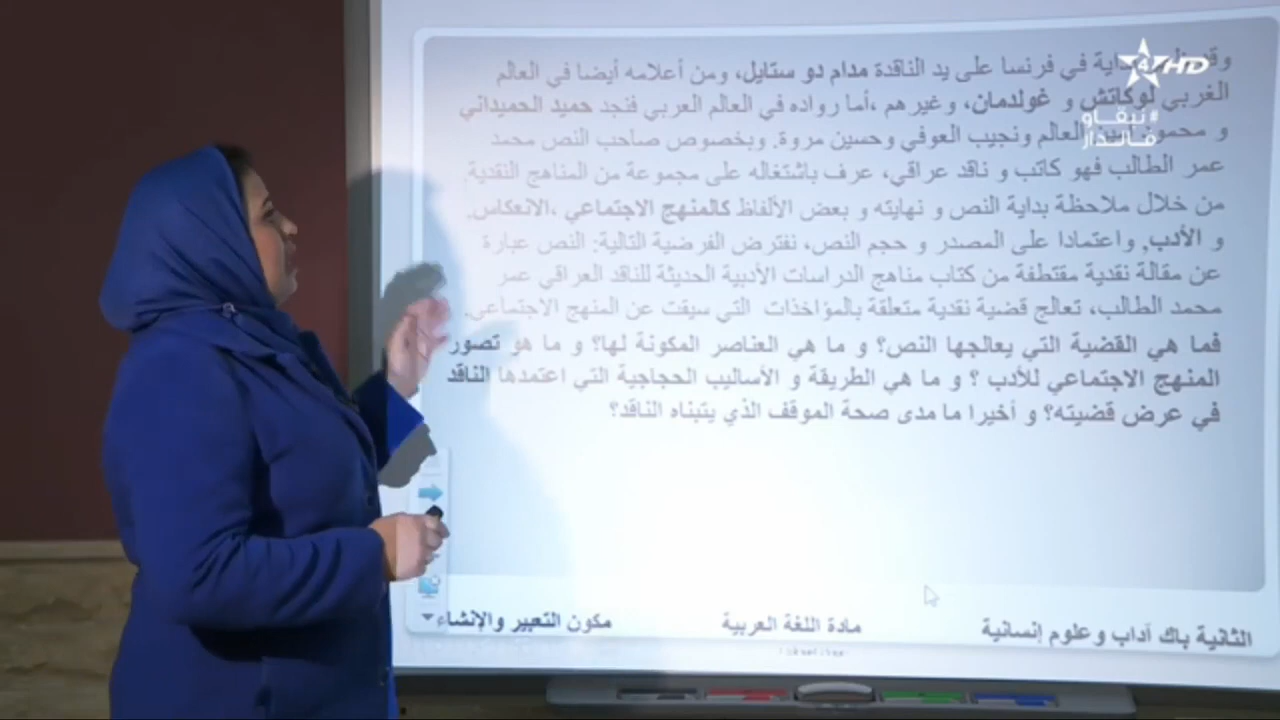 بداية في فرنسا على يد الناقدة مدام دو ستايل، ومن أعلامه أيضا في العالم
الغربي لوكاتش و غولدمان، وغيرهم ،أما رواده في العالم العربي فنجد حميد الحميداني
و محمود أمين العالم ونجيب العوفي وحسين مروة. وبخصوص صاحب النص محمد
عمر الطالب فهو كاتب و ناقد عراقي، عرف باشتغاله على مجموعة من المناهج النقدية.
من خلال ملاحظة بداية النص و نهايته و بعض الألفاظ كالمنهج الاجتماعي ،الانعكاس,
و الأدب, واعتمادا على المصدر و حجم النص، نفترض الفرضية التالية: النص عبارة
عن مقالة نقدية مقتطفة من كتاب مناهج الدراسات الأدبية الحديثة للناقد العراقي عمر
محمد الطالب، تعالج قضية نقدية متعلقة بالمؤاخذات التي سيقت عن المنهج الاجتماعي.
فما هي القضية التي يعالجها النص؟ و ما هي العناصر المكونة لها؟ و ما هو تصور
المنهج الاجتماعي للأدب ؟ و ما هي الطريقة و الأساليب الحجاجية التي اعتمدها الناقد
في عرض قضيته؟ و أخيرا ما مدى صحة الموقف الذي يتبناه الناقد؟
4 HD
#نبقاو
فالدار
الثانية باك آداب وعلوم إنسانية
مادة اللغة العربية
مكون التعبير والإنشاء